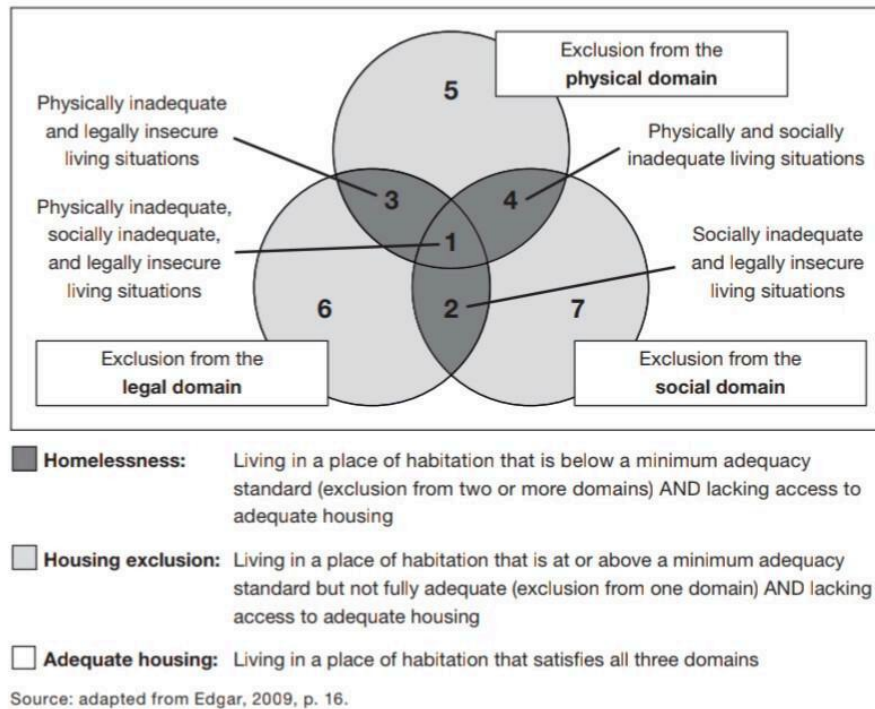 Exclusion from the
physical domain
5
Physically inadequate
and legally insecure
living situations
Physically and socially
inadequate living situations
3
4
Physically inadequate,
socially inadequate,
and legally insecure
living situations
1
Socially inadequate
and legally insecure
living situations
6
2
7
Exclusion from the
legal domain
Exclusion from the
social domain
Homelessness: Living in a place of habitation that is below a minimum adequacy
standard (exclusion from two or more domains) AND lacking access to
adequate housing
Housing exclusion: Living in a place of habitation that is at or above a minimum adequacy
standard but not fully adequate (exclusion from one domain) AND lacking
access to adequate housing
Adequate housing: Living in a place of habitation that satisfies all three domains
Source: adapted from Edgar, 2009, p. 16.